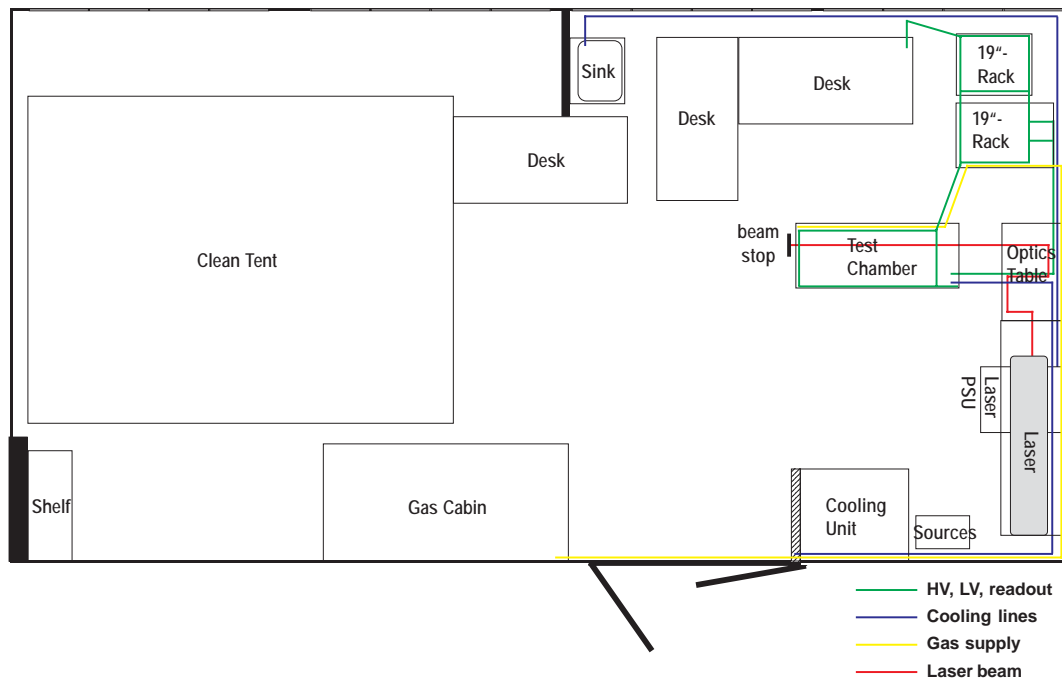 Sink
19“-
Rack
Desk
19“-
Rack
Desk
Desk
beam
stop
Test
Chamber
Optics
Table
Clean Tent
Laser
PSU
Laser
Shelf
Gas Cabin
Cooling
Unit
Sources
HV, LV, readout
Cooling lines
Gas supply
Laser beam